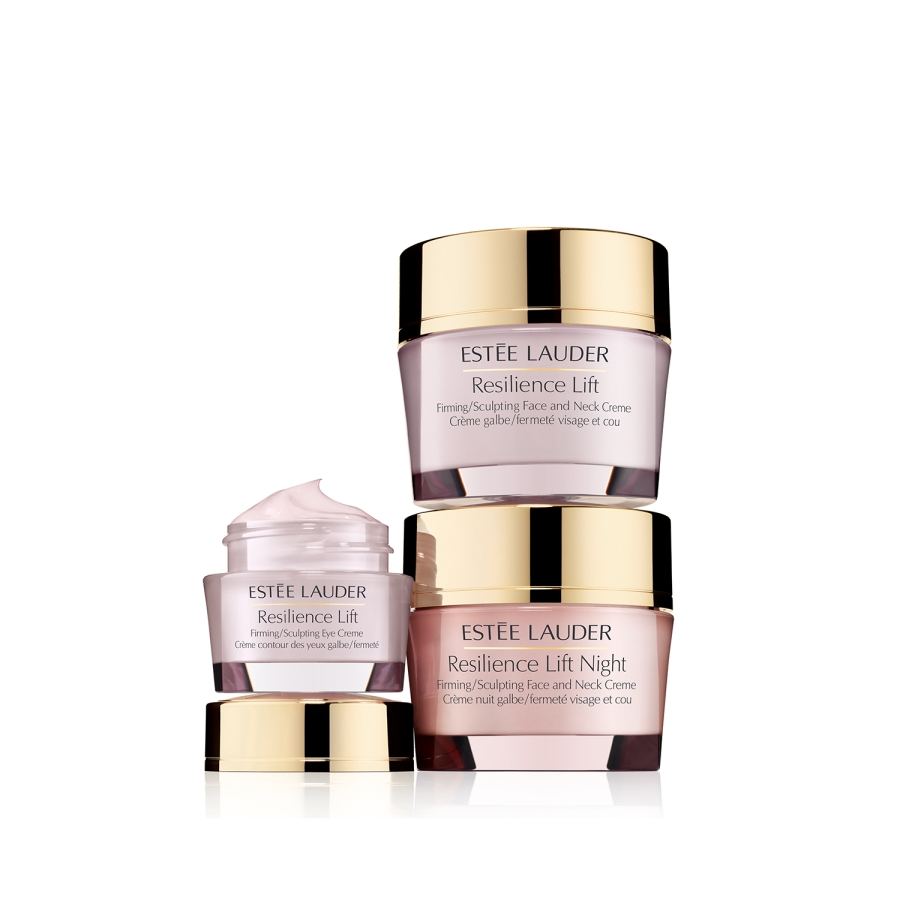 ESTĒE LAUDER
Resilience Lift
Firming/Sculpting Face and Neck Creme
Crème galbe/fermeté visage et cou
ESTĒE LAUDER
Resilience Lift
Firming/Sculpting Eye Creme
Crème contour des yeux galbe/fermeté
ESTĒE LAUDER
Resilience Lift Night
Firming/Sculpting Face and Neck Creme
Crème nuit galbe/fermeté visage et cou